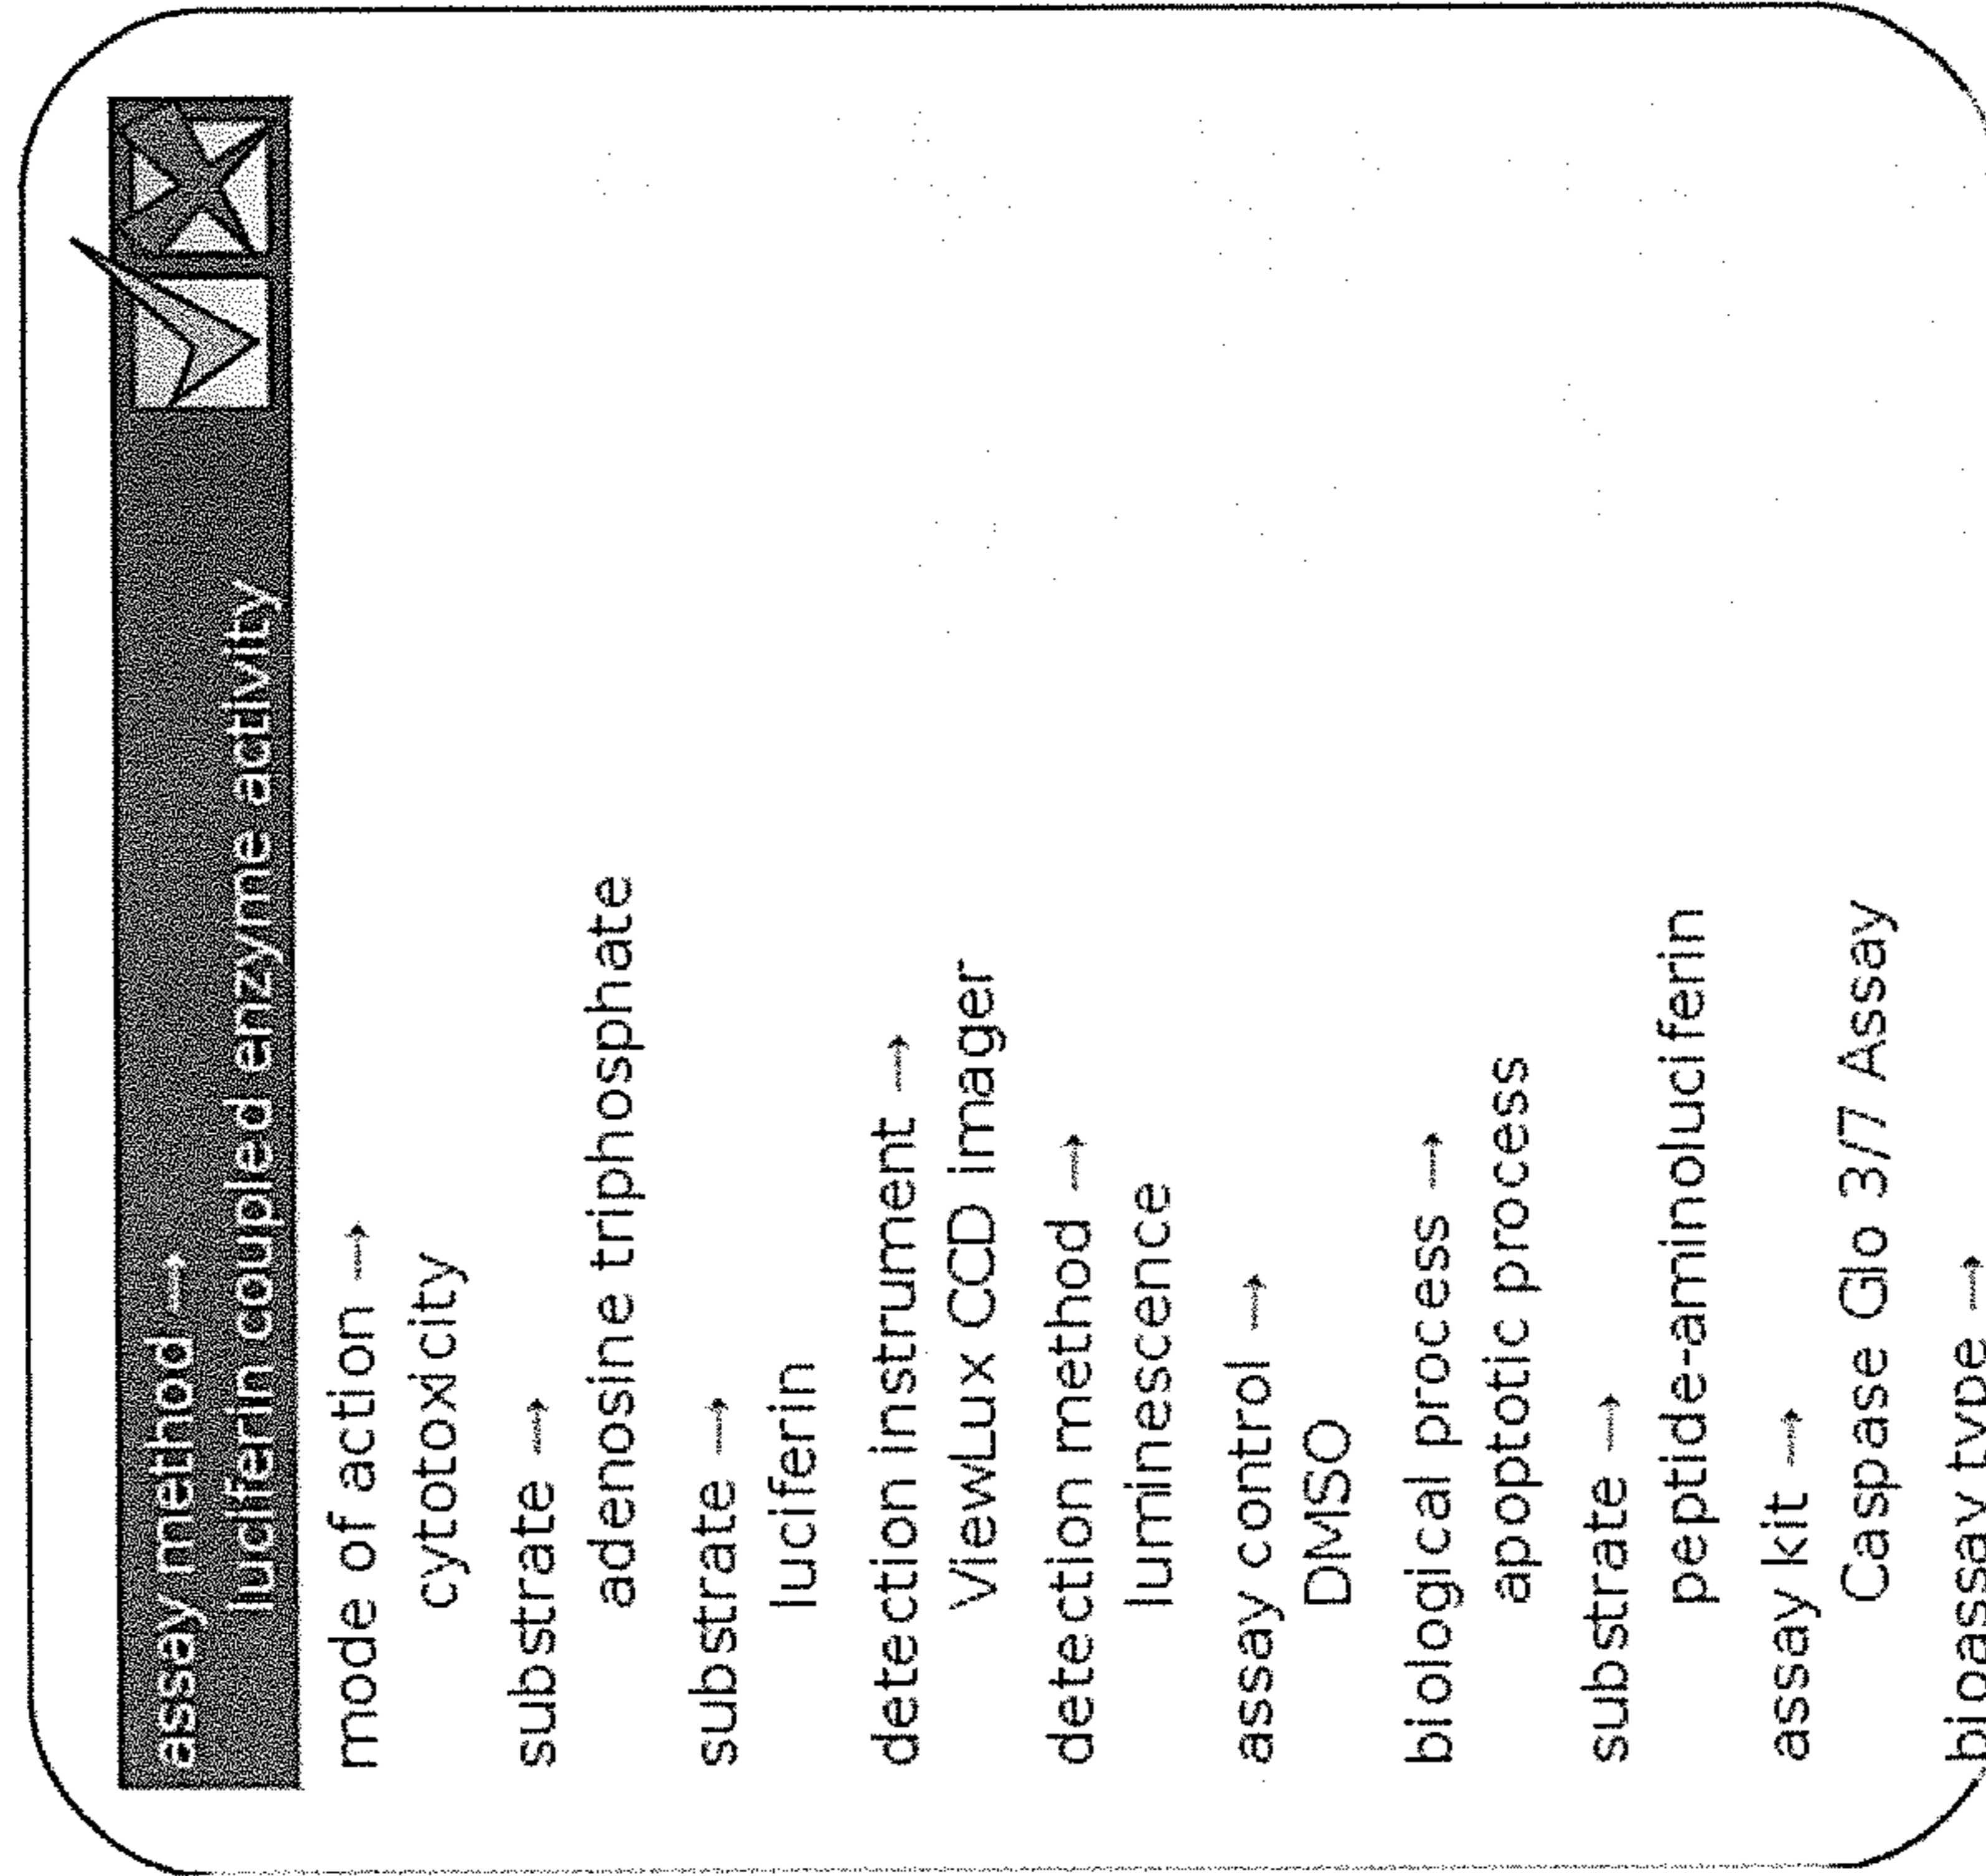 assay method →
luciferin coupled enzyme activity
mode of action →
cytotoxicity
substrate →
adenosine triphosphate
substrate →
luciferin
detection instrument →
ViewLux CCD Imager
detection method →
luminescence
assay control →
DMSO
biological process →
apoptotic process
substrate →
peptide-aminoluciferin
assay kit →
Caspase Glo 3/7 Assay
bioassay type →